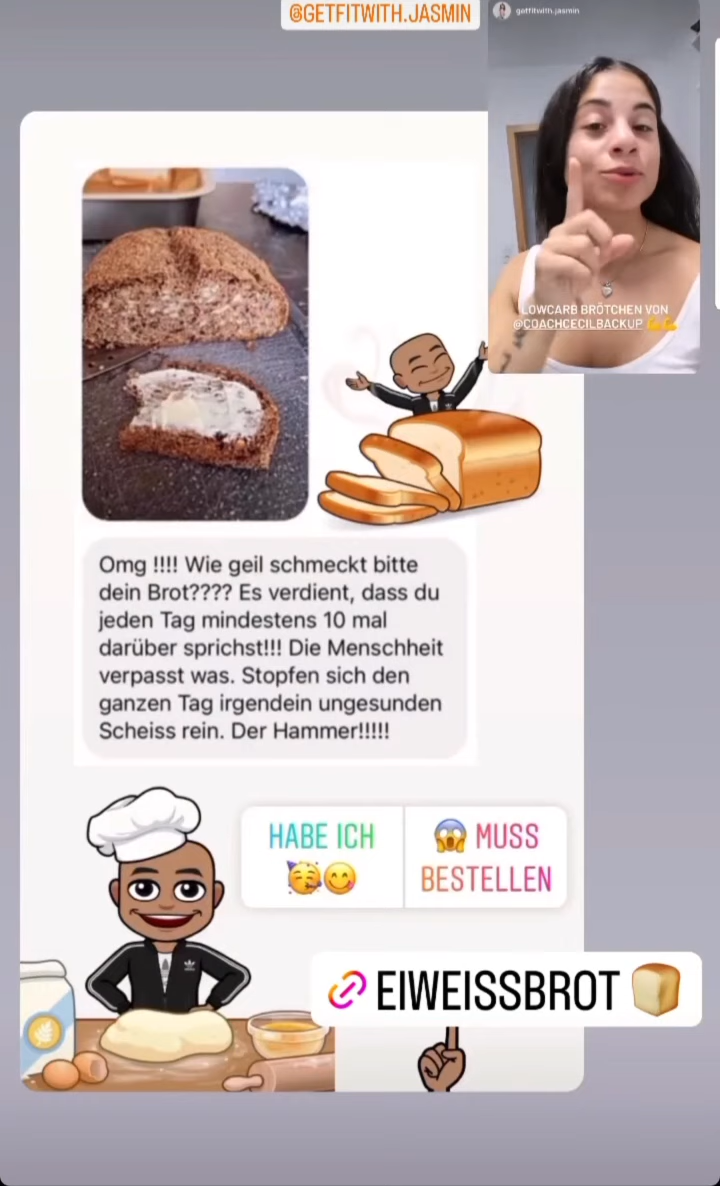 @GETFITWITH.JASMIN
getfitwith.jasmin
LOWCARB BRÖTCHEN VON
@COACHCECILBACKUP 💪💪
Omg !!!! Wie geil schmeckt bitte
dein Brot???? Es verdient, dass du
jeden Tag mindestens 10 mal
darüber sprichst!!! Die Menschheit
verpasst was. Stopfen sich den
ganzen Tag irgendein ungesunden
Scheiss rein. Der Hammer!!!!!
HABE ICH
🥳😋
😱 MUSS
BESTELLEN
EIWEISSBROT 🍞